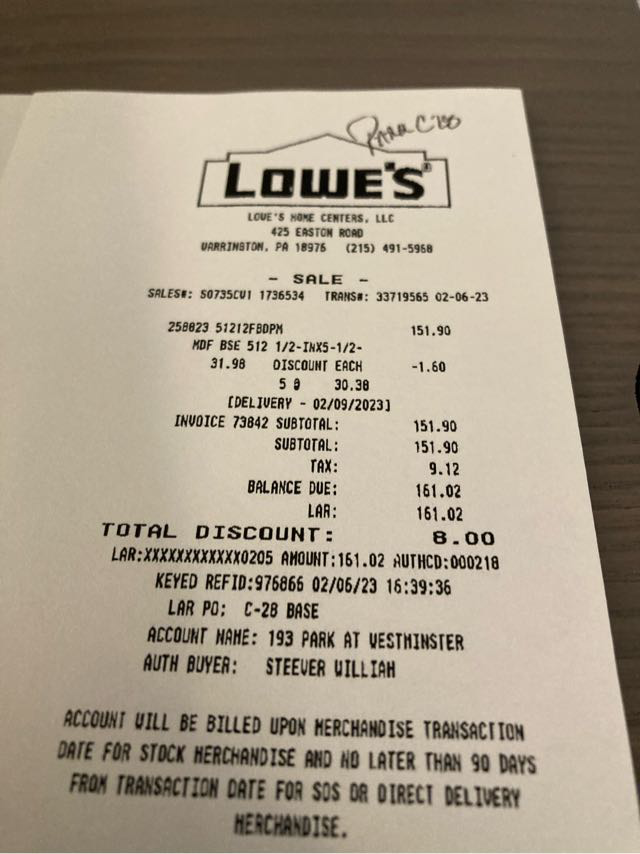 LOWE'S
LOWE'S HOME CENTERS, LLC
425 EASTON ROAD
WARRINGTON, PA 18976 (215) 491-5968
- SALE -
SALES#: S0735CW1 1736534 TRANS#: 33719565 02-06-23
258823 51212FBDPM 151.90
MDF BSE 512 1/2-INX5-1/2-
31.98 DISCOUNT EACH -1.60
5 @ 30.38
[DELIVERY - 02/09/2023]
INVOICE 73842 SUBTOTAL: 151.90
SUBTOTAL: 151.90
TAX: 9.12
BALANCE DUE: 161.02
LAR: 161.02
TOTAL DISCOUNT: 8.00
LAR:XXXXXXXXXXXX0205 AMOUNT:161.02 AUTHCD:000218
KEYED REFID:976866 02/06/23 16:39:36
LAR PO: C-28 BASE
ACCOUNT NAME: 193 PARK AT WESTMINSTER
AUTH BUYER: STEEVER WILLIAM
ACCOUNT WILL BE BILLED UPON MERCHANDISE TRANSACTION
DATE FOR STOCK MERCHANDISE AND NO LATER THAN 90 DAYS
FROM TRANSACTION DATE FOR SOS OR DIRECT DELIVERY
MERCHANDISE.